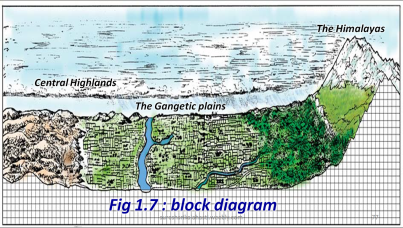 The Himalayas
Central Highlands
The Gangetic plains
Fig 1.7 : block diagram